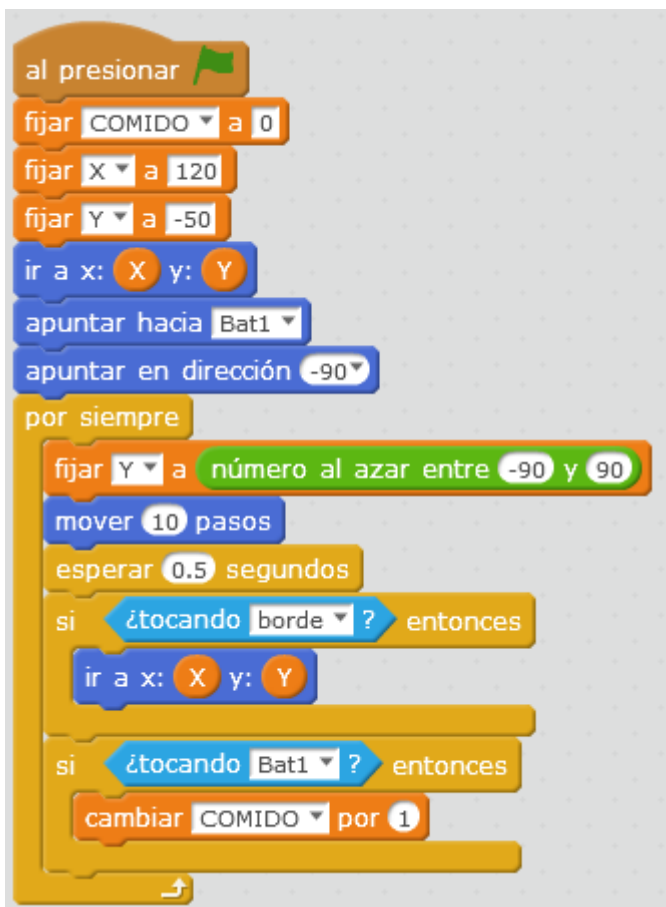 al presionar
fijar COMIDO a 0
fijar X a 120
fijar Y a -50
ir a x: X y: Y
apuntar hacia Bat1
apuntar en dirección -90
por siempre
fijar Y a número al azar entre -90 y 90
mover 10 pasos
esperar 0.5 segundos
si ¿tocando borde ? entonces
ir a x: X y: Y
si ¿tocando Bat1 ? entonces
cambiar COMIDO por 1